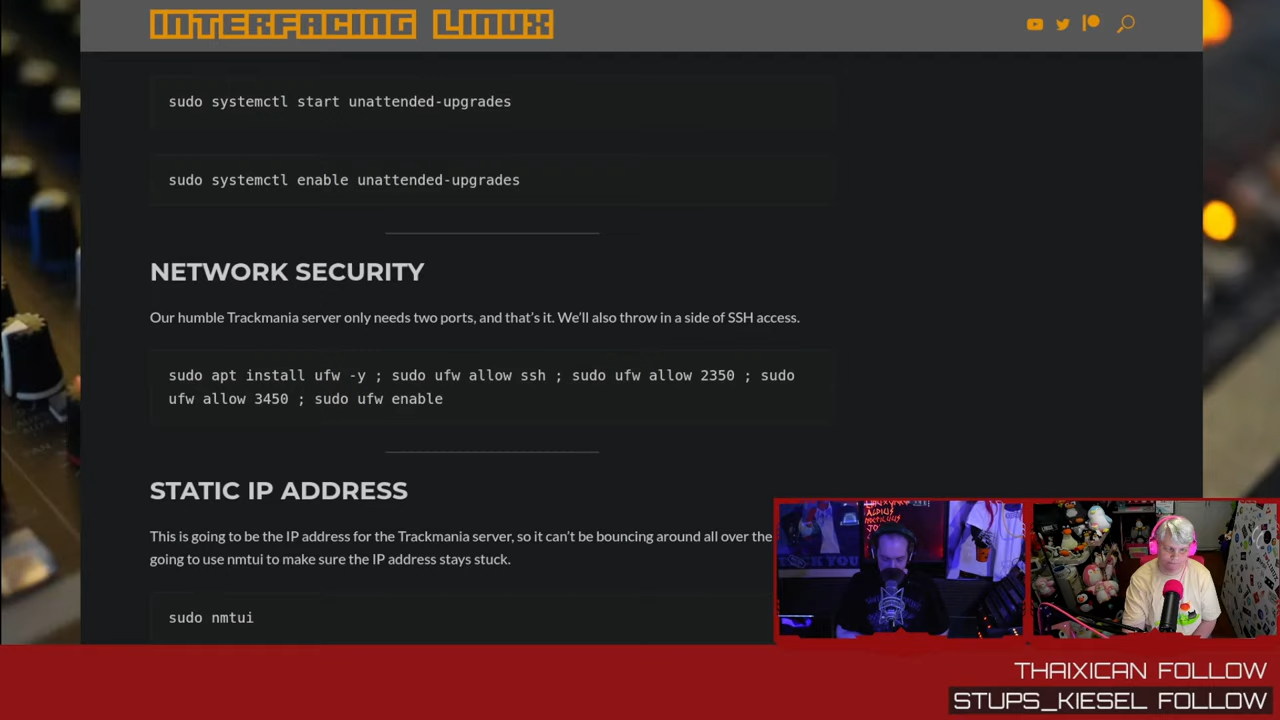 INTERFACING LINUX
sudo systemctl start unattended-upgrades
sudo systemctl enable unattended-upgrades
NETWORK SECURITY
Our humble Trackmania server only needs two ports, and that's it. We'll also throw in a side of SSH access.
sudo apt install ufw -y ; sudo ufw allow ssh ; sudo ufw allow 2350 ; sudo
ufw allow 3450 ; sudo ufw enable
STATIC IP ADDRESS
This is going to be the IP address for the Trackmania server, so it can't be bouncing around all over the
going to use nmtui to make sure the IP address stays stuck.
sudo nmtui
THAIXICAN FOLLOW
STUPS_KIESEL FOLLOW